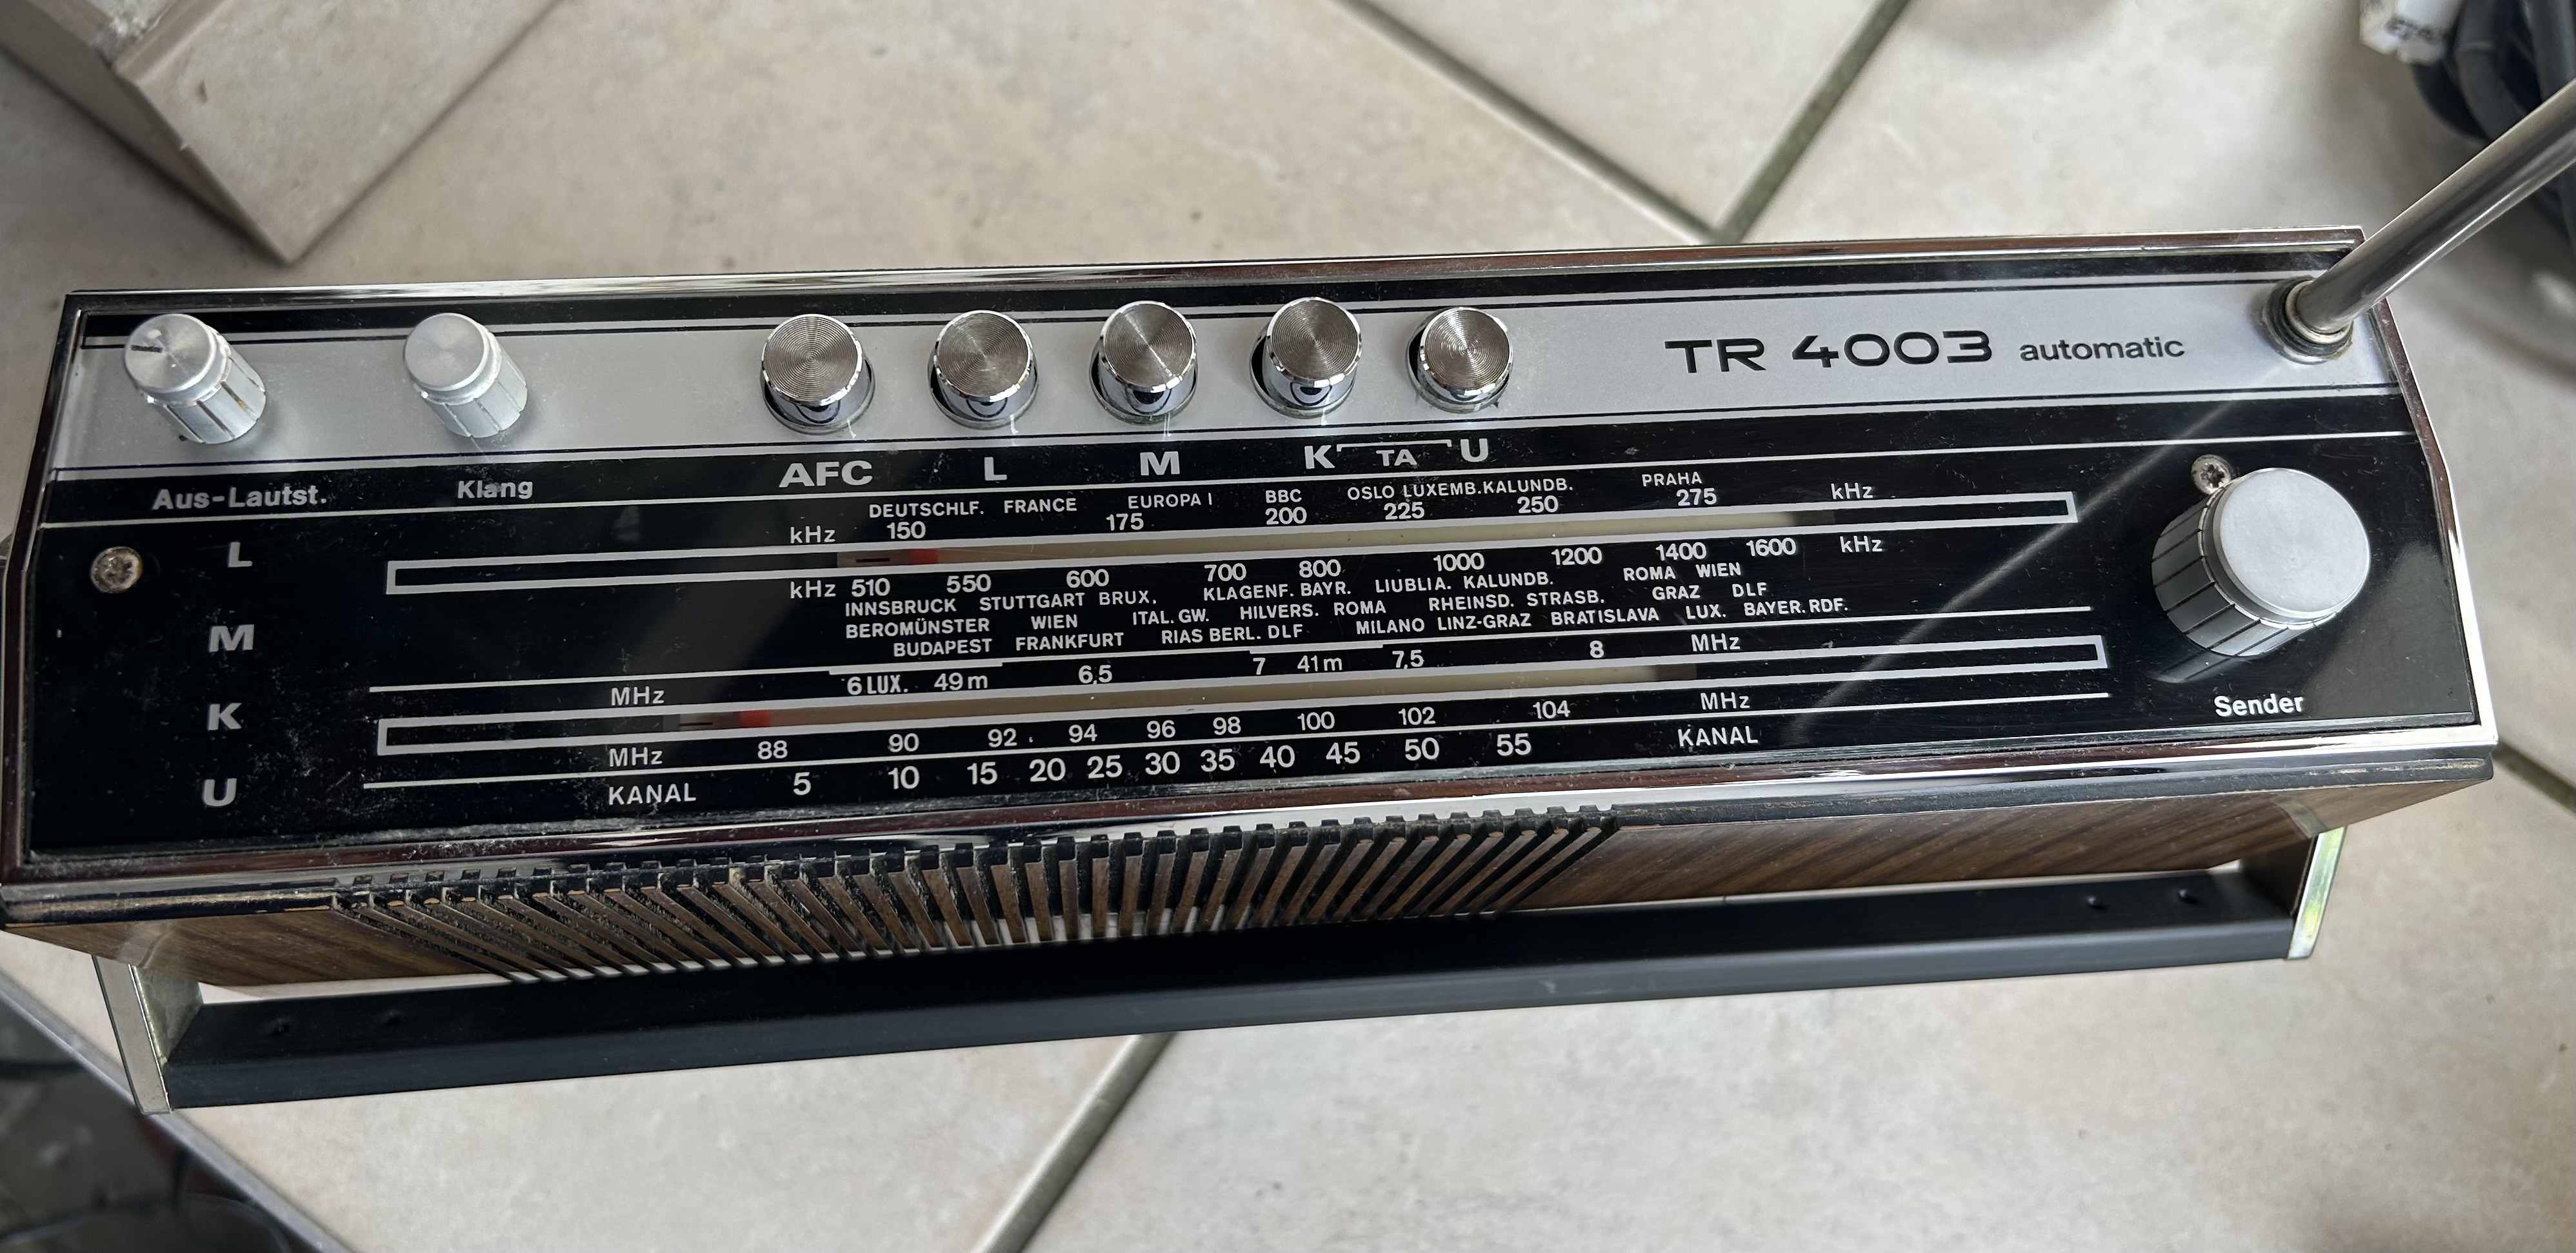 TR 4003 automatic
AFC L M K TA U
Aus-Lautst. Klang
DEUTSCHLF. FRANCE EUROPA I BBC OSLO LUXEMB. KALUNDB. PRAHA
kHz 150 175 200 225 250 275 kHz
L
kHz 510 550 600 700 800 1000 1200 1400 1600 kHz
INNSBRUCK STUTTGART BRUX. KLAGENF. BAYR. LIUBLIA. KALUNDB. ROMA WIEN
BEROMÜNSTER WIEN ITAL. GW. HILVERS. ROMA RHEINSD. STRASB. GRAZ DLF
BUDAPEST FRANKFURT RIAS BERL. DLF MILANO LINZ-GRAZ BRATISLAVA LUX. BAYER. RDF.
M
MHz 6 LUX. 49 m 6,5 7 41 m 7,5 8 MHz
K
MHz 88 90 92 94 96 98 100 102 104 MHz
U
KANAL 5 10 15 20 25 30 35 40 45 50 55 KANAL
Sender